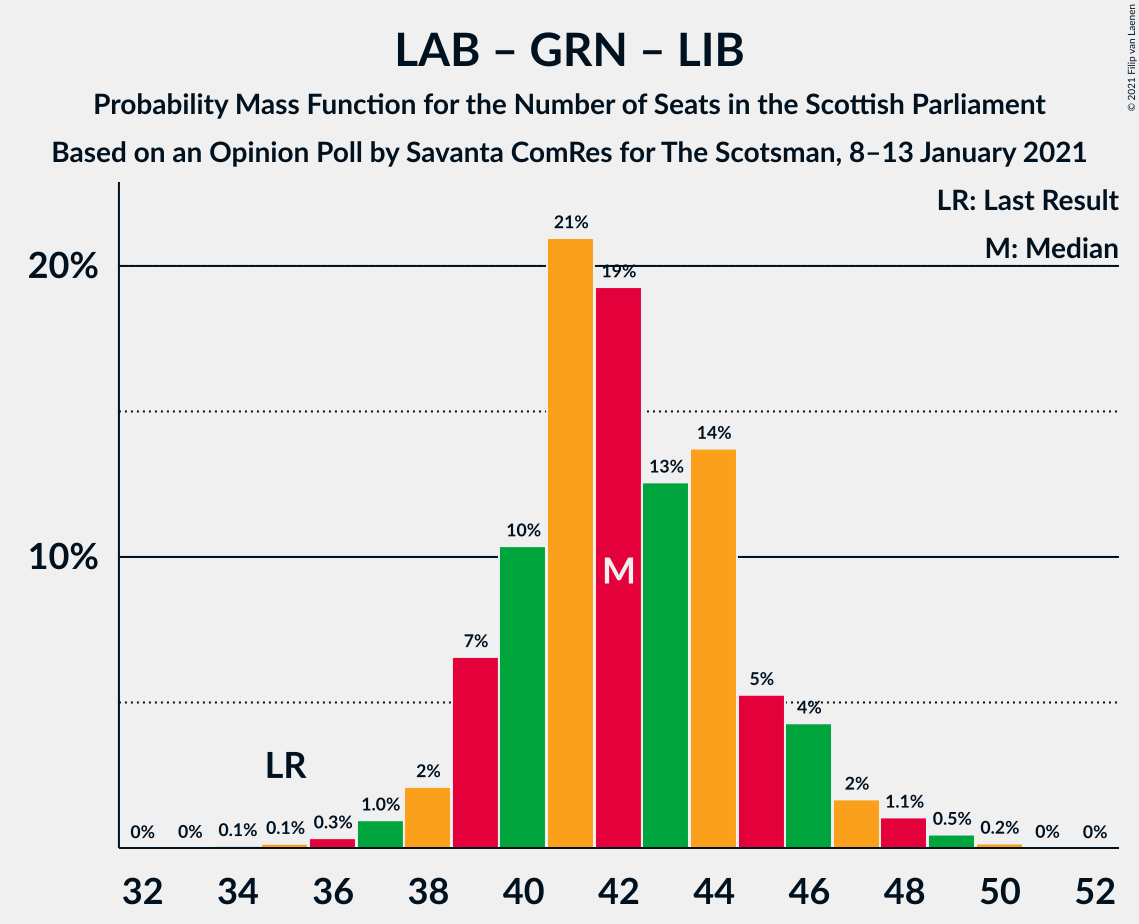 LAB – GRN – LIB
Probability Mass Function for the Number of Seats in the Scottish Parliament
Based on an Opinion Poll by Savanta ComRes for The Scotsman, 8–13 January 2021
© 2021 Filip van Laenen
LR: Last Result
M: Median
20%
10%
0%
0%
0.1%
0.1%
0.3%
1.0%
2%
7%
10%
21%
19%
13%
14%
5%
4%
2%
1.1%
0.5%
0.2%
0%
0%
LR
M
32 34 36 38 40 42 44 46 48 50 52